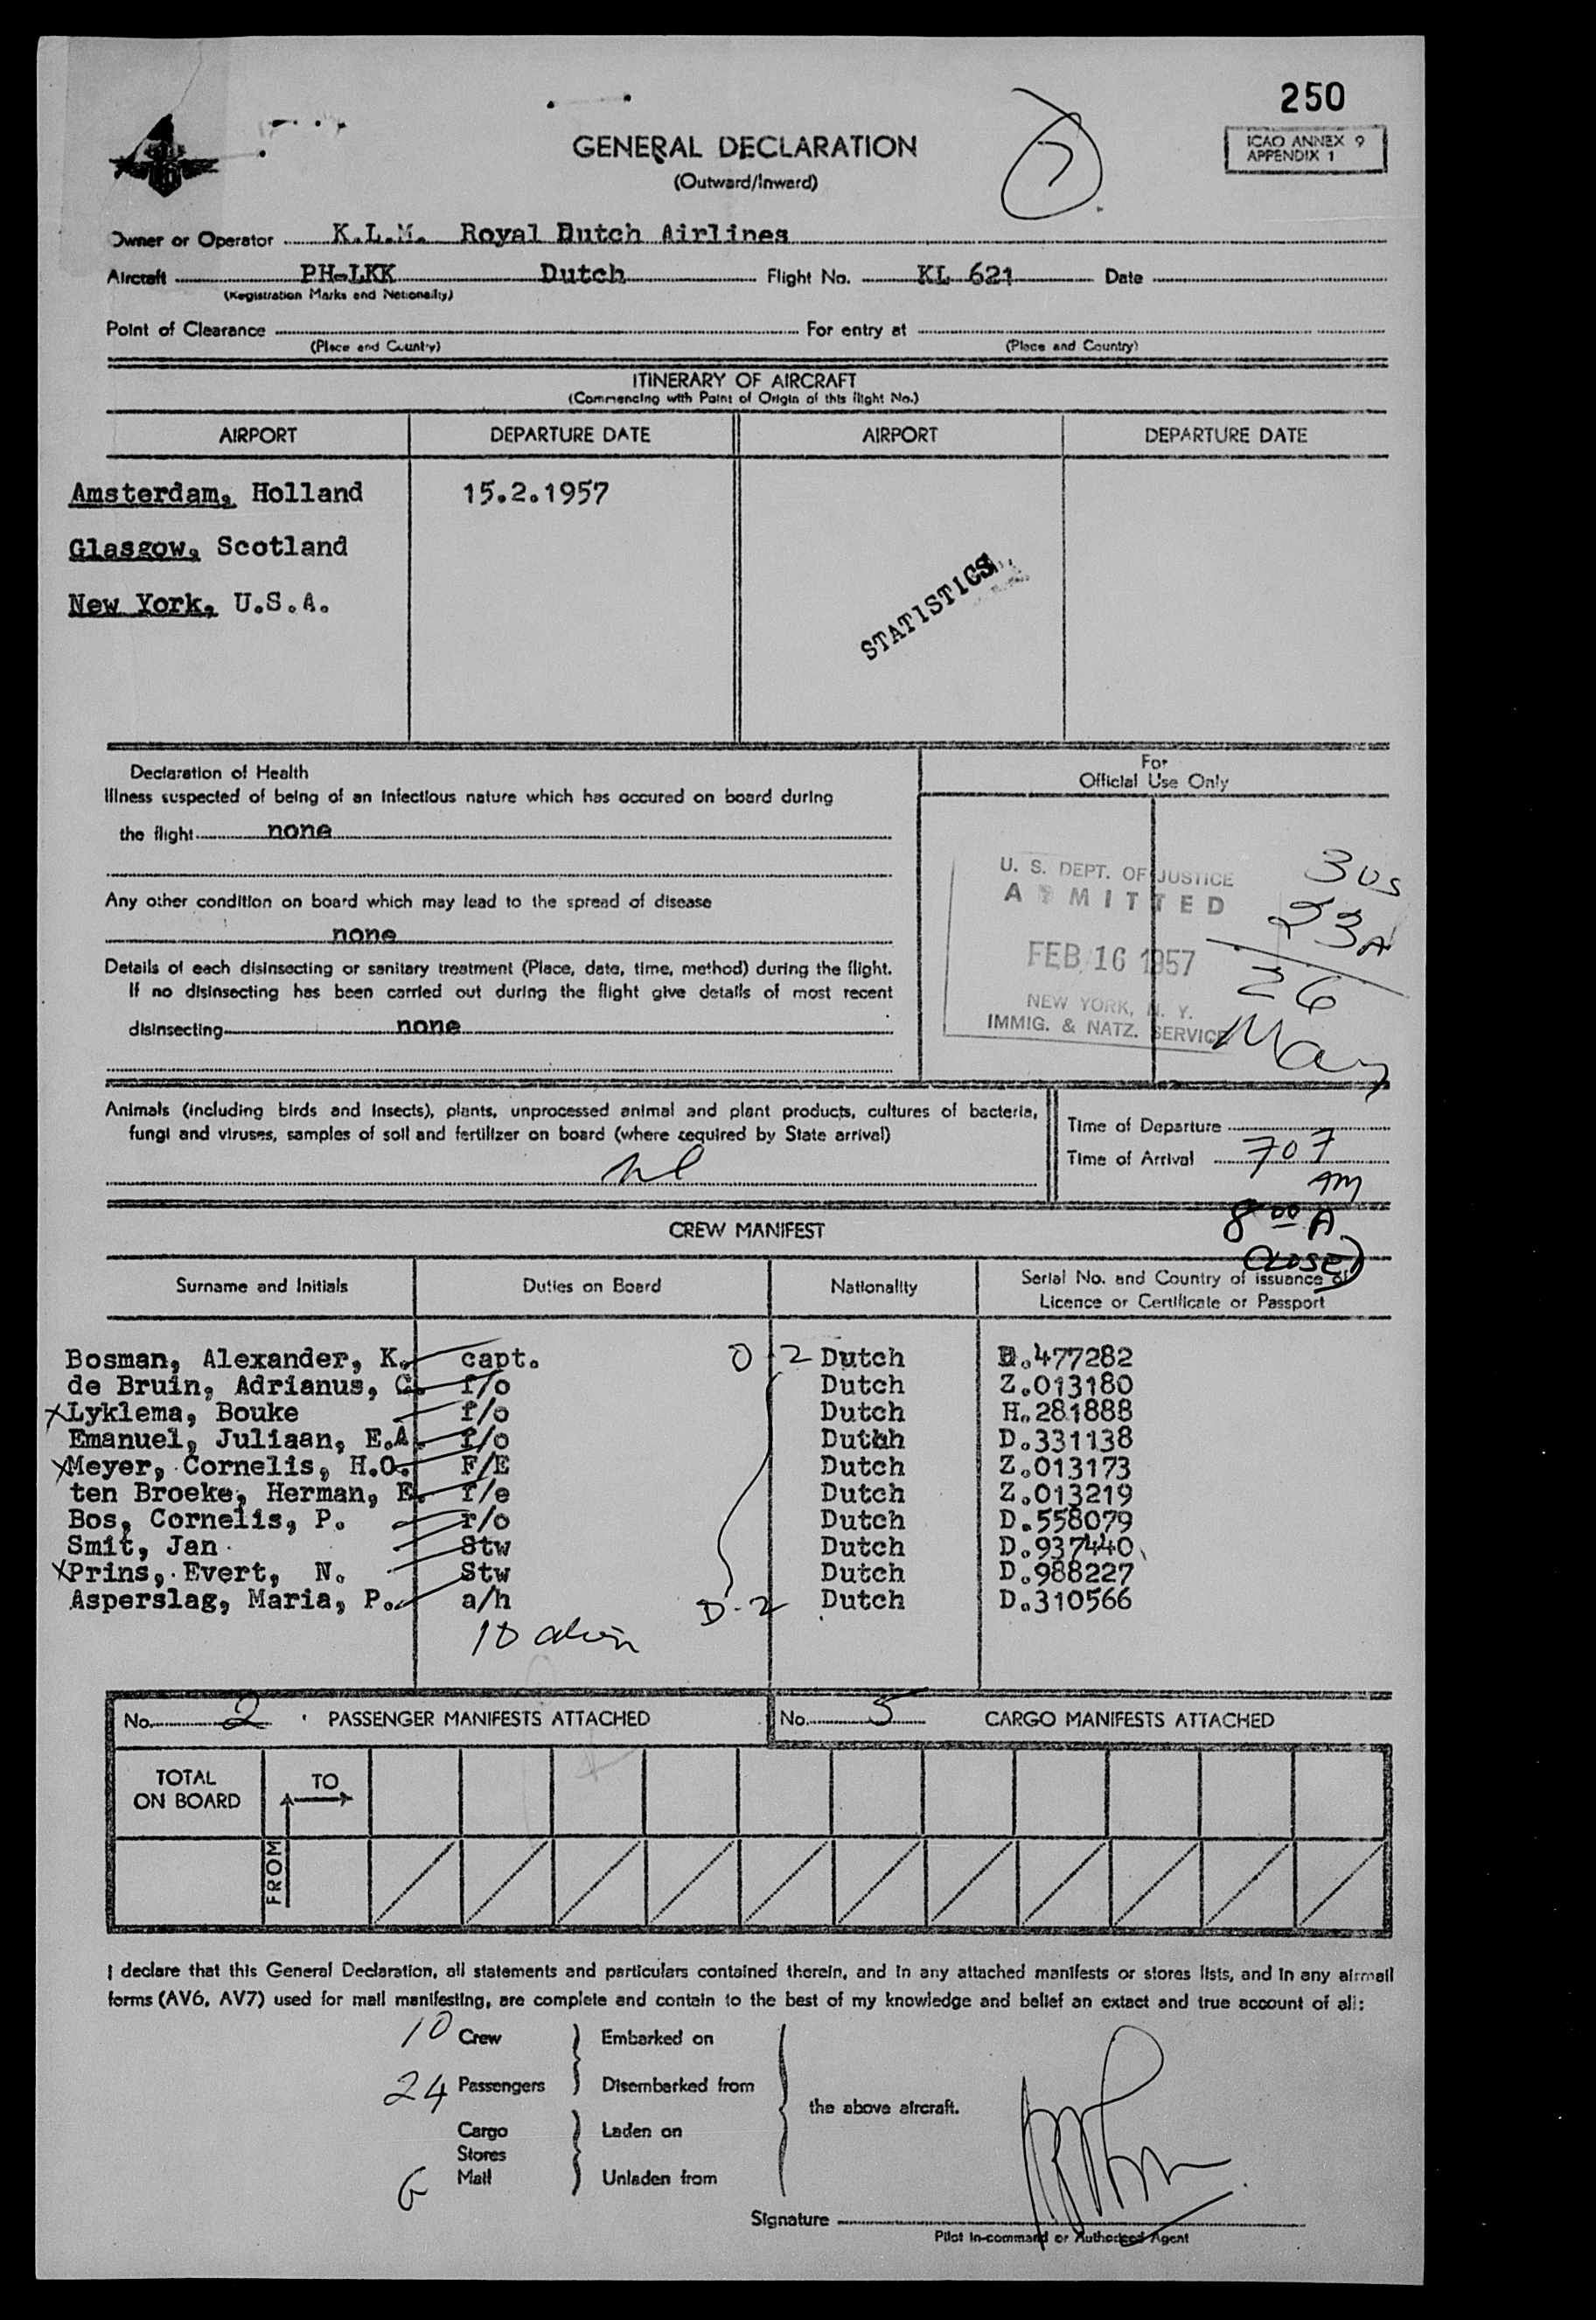 250
ICAO ANNEX 9
APPENDIX 1
GENERAL DECLARATION
(Outward/Inward)
7
Owner or Operator K.L.M. Royal Dutch Airlines
Aircraft PH-LKK Dutch Flight No. KL 621 Date
(Registration Marks and Nationality)
Point of Clearance For entry at
(Place and Country) (Place and Country)
ITINERARY OF AIRCRAFT
(Commencing with Point of Origin of this flight No.)
AIRPORT DEPARTURE DATE AIRPORT DEPARTURE DATE
Amsterdam, Holland 15.2.1957
Glasgow, Scotland
New York, U.S.A.
STATISTICS
Declaration of Health
Illness suspected of being of an infectious nature which has occured on board during
the flight none
Any other condition on board which may lead to the spread of disease
none
Details of each disinsecting or sanitary treatment (Place, date, time, method) during the flight.
If no disinsecting has been carried out during the flight give details of most recent
disinsecting none
For
Official Use Only
U. S. DEPT. OF JUSTICE
ADMITTED
FEB 16 1957
NEW YORK, N. Y.
IMMIG. & NATZ. SERVICE
3 US
23 A
26
May
Animals (including birds and insects), plants, unprocessed animal and plant products, cultures of bacteria,
fungi and viruses, samples of soil and fertilizer on board (where required by State arrival)
nl
Time of Departure
Time of Arrival 707
AM
8 00 A
CLOSED
CREW MANIFEST
Surname and Initials Duties on Board Nationality Serial No. and Country of issuance of
Licence or Certificate or Passport
Bosman, Alexander, K. capt. D-2 Dutch D.477282
de Bruin, Adrianus, C. f/o Dutch Z.013180
xLyklema, Bouke f/o Dutch H.281888
Emanuel, Juliaan, E.A. f/o Dutch D.331138
xMeyer, Cornelis, H.O. F/E Dutch Z.013173
ten Broeke, Herman, E. f/e Dutch Z.013219
Bos, Cornelis, P. r/o Dutch D.558079
Smit, Jan Stw Dutch D.937440
xPrins, Evert, N. Stw Dutch D.988227
Asperslag, Maria, P. a/h D-2 Dutch D.310566
10 alien
No. 2 PASSENGER MANIFESTS ATTACHED No. 5 CARGO MANIFESTS ATTACHED
TOTAL
ON BOARD
TO
FROM
I declare that this General Declaration, all statements and particulars contained therein, and in any attached manifests or stores lists, and in any airmail
forms (AV6, AV7) used for mail manifesting, are complete and contain to the best of my knowledge and belief an extact and true account of all:
10 Crew Embarked on
24 Passengers Disembarked from
the above aircraft.
Cargo Laden on
Stores
G Mail Unladen from
Signature
Pilot in-command or Authorized Agent